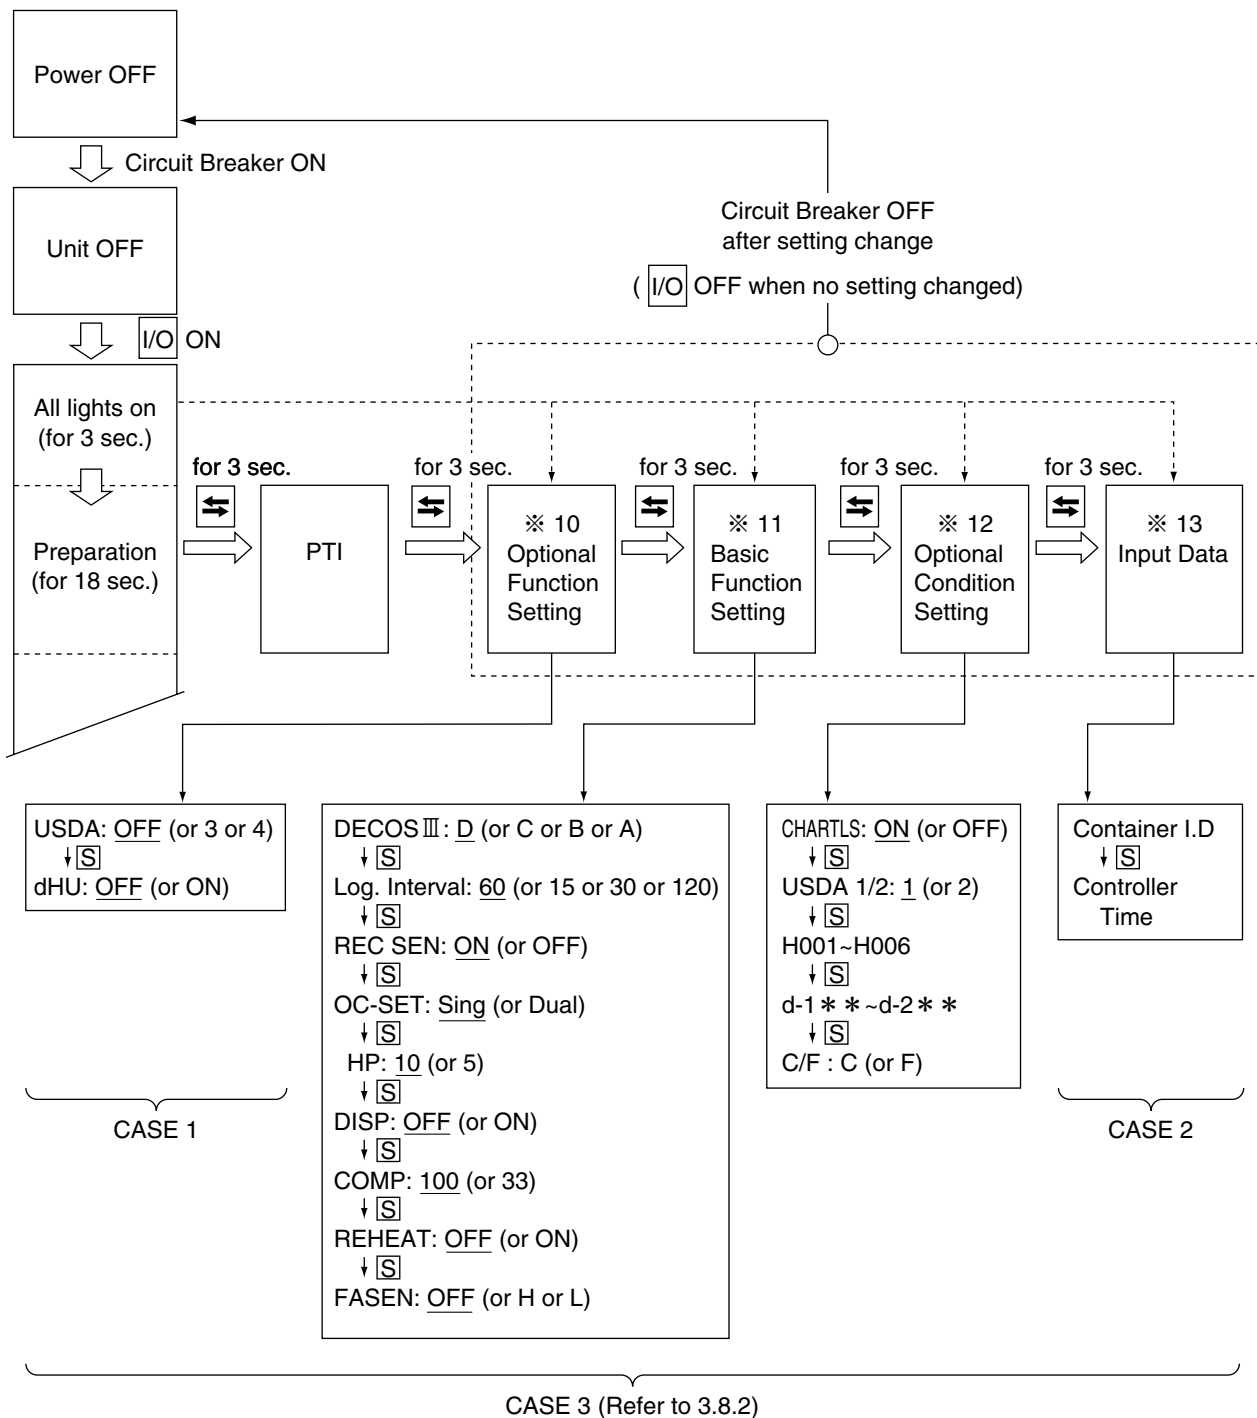 Power OFF
Circuit Breaker ON
Unit OFF
Circuit Breaker OFF
after setting change
( I/O OFF when no setting changed)
I/O ON
All lights on
(for 3 sec.)
for 3 sec.
for 3 sec.
for 3 sec.
for 3 sec.
for 3 sec.
Preparation
(for 18 sec.)
PTI
※ 10
Optional
Function
Setting
※ 11
Basic
Function
Setting
※ 12
Optional
Condition
Setting
※ 13
Input Data
USDA: OFF (or 3 or 4)
S
dHU: OFF (or ON)
CASE 1
DECOSⅢ: D (or C or B or A)
S
Log. Interval: 60 (or 15 or 30 or 120)
S
REC SEN: ON (or OFF)
S
OC-SET: Sing (or Dual)
S
HP: 10 (or 5)
S
DISP: OFF (or ON)
S
COMP: 100 (or 33)
S
REHEAT: OFF (or ON)
S
FASEN: OFF (or H or L)
CHARTLS: ON (or OFF)
S
USDA 1/2: 1 (or 2)
S
H001~H006
S
d-1＊＊~d-2＊＊
S
C/F : C (or F)
Container I.D
S
Controller
Time
CASE 2
CASE 3 (Refer to 3.8.2)